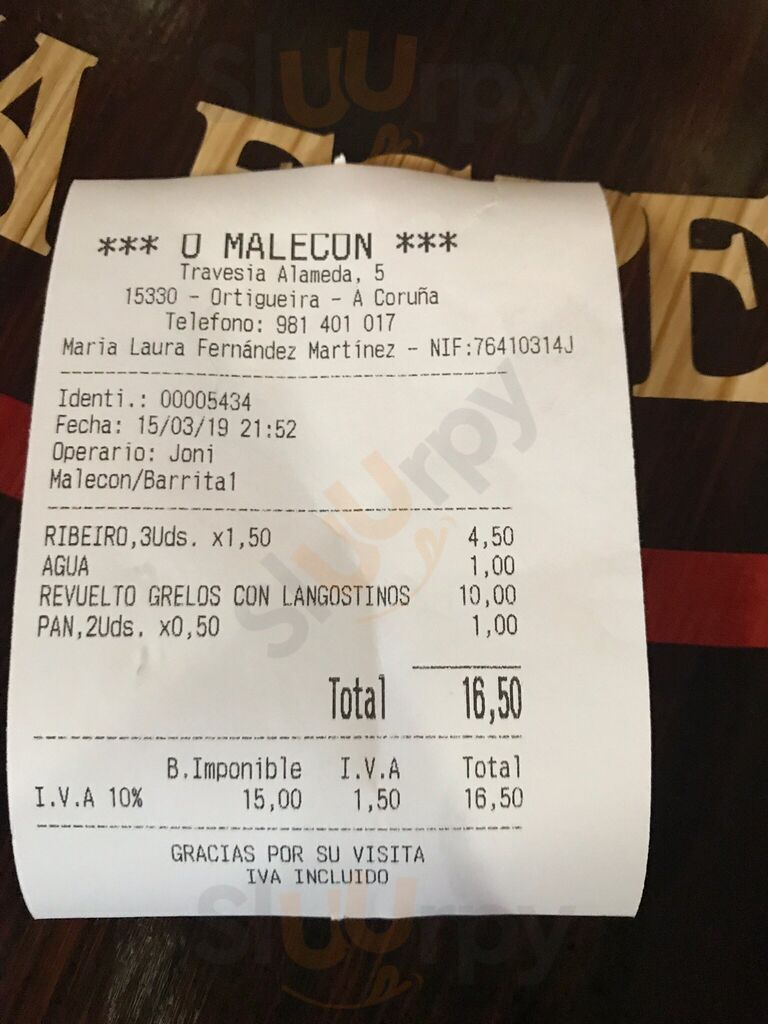 sluurpy
*** O MALECON ***
Travesia Alameda, 5
15330 - Ortigueira - A Coruña
Telefono: 981 401 017
Maria Laura Fernández Martínez - NIF:76410314J
Identi.: 00005434
Fecha: 15/03/19 21:52
Operario: Joni
Malecon/Barrita1
sluurpy
RIBEIRO,3Uds. x1,50 4,50
AGUA 1,00
REVUELTO GRELOS CON LANGOSTINOS 10,00
PAN,2Uds. x0,50 1,00
Total 16,50
B.Imponible I.V.A Total
I.V.A 10% 15,00 1,50 16,50
GRACIAS POR SU VISITA
IVA INCLUIDO
sluurpy